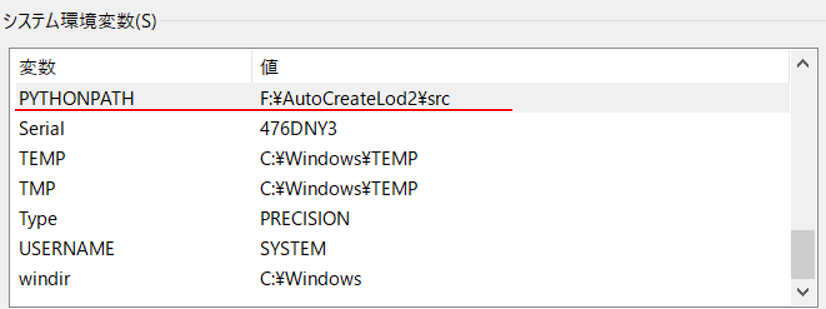 システム環境変数(S)
変数 値
PYTHONPATH F:¥AutoCreateLod2¥src
Serial 476DNY3
TEMP C:¥Windows¥TEMP
TMP C:¥Windows¥TEMP
Type PRECISION
USERNAME SYSTEM
windir C:¥Windows